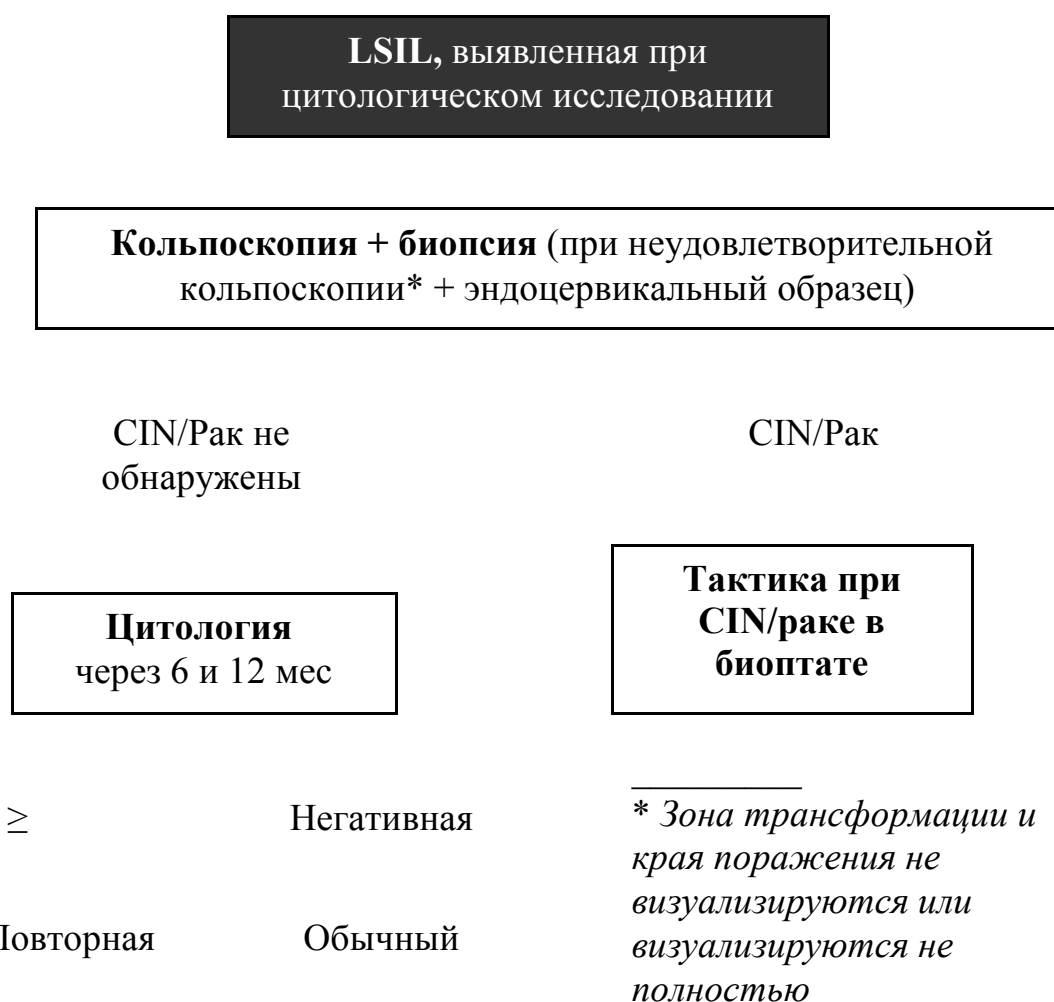 LSIL, выявленная при
цитологическом исследовании
Кольпоскопия + биопсия (при неудовлетворительной
кольпоскопии* + эндоцервикальный образец)
CIN/Рак не
обнаружены
CIN/Рак
Тактика при
CIN/раке в
биоптате
Цитология
через 6 и 12 мес
≥
Негативная
Повторная
Обычный
* Зона трансформации и
края поражения не
визуализируются или
визуализируются не
полностью